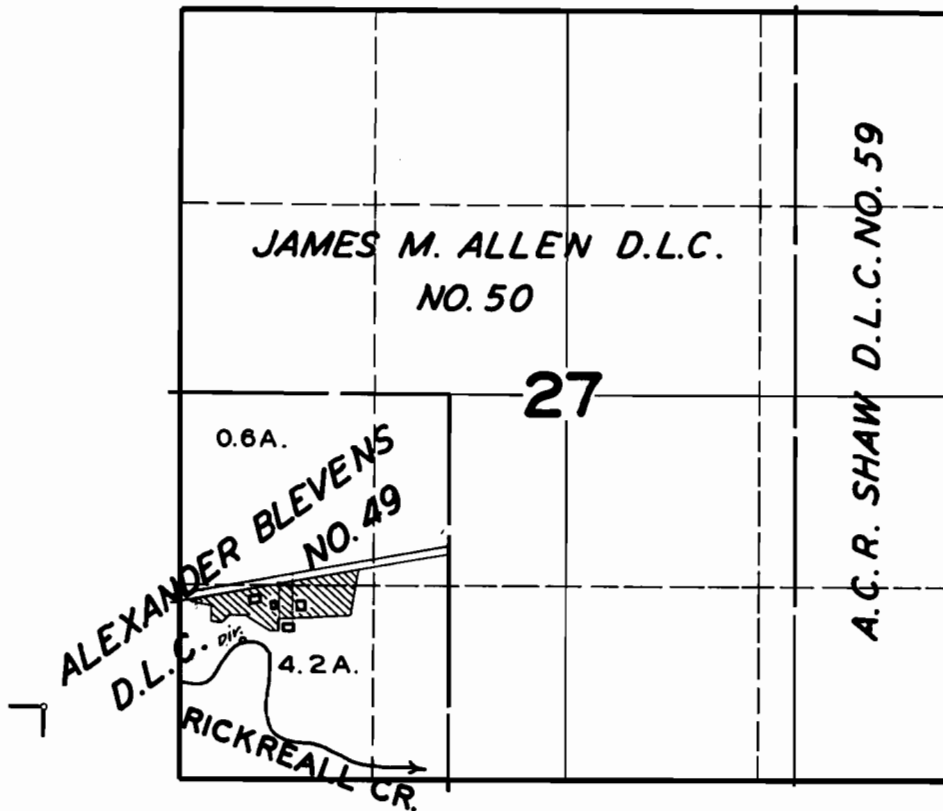 JAMES M. ALLEN D.L.C.
NO. 50
27
A.C.R. SHAW D.L.C. NO. 59
0.6A.
ALEXANDER BLEVENS
NO. 49
D.L.C.
Div.
4.2A.
RICKREALL CR.